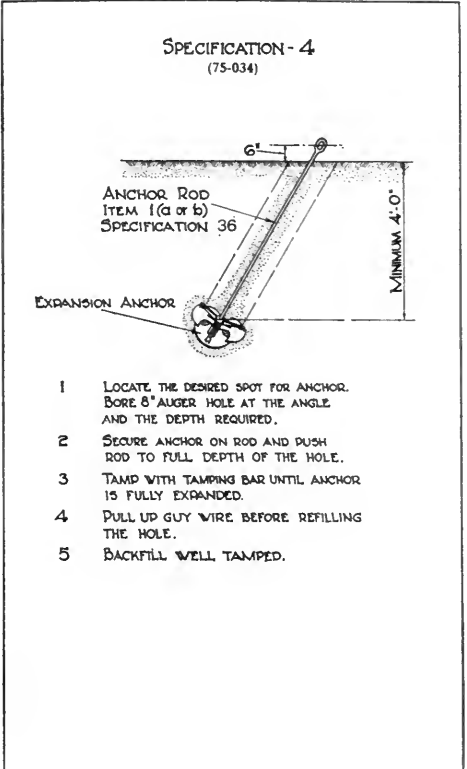 SPECIFICATION - 4
(75-034)
6"
ANCHOR ROD
ITEM 1(a or b)
SPECIFICATION 36
MINIMUM 4'-0"
EXPANSION ANCHOR
1 LOCATE THE DESIRED SPOT FOR ANCHOR.
BORE 8" AUGER HOLE AT THE ANGLE
AND THE DEPTH REQUIRED.
2 SECURE ANCHOR ON ROD AND PUSH
ROD TO FULL DEPTH OF THE HOLE.
3 TAMP WITH TAMPING BAR UNTIL ANCHOR
IS FULLY EXPANDED.
4 PULL UP GUY WIRE BEFORE REFILLING
THE HOLE.
5 BACKFILL WELL TAMPED.